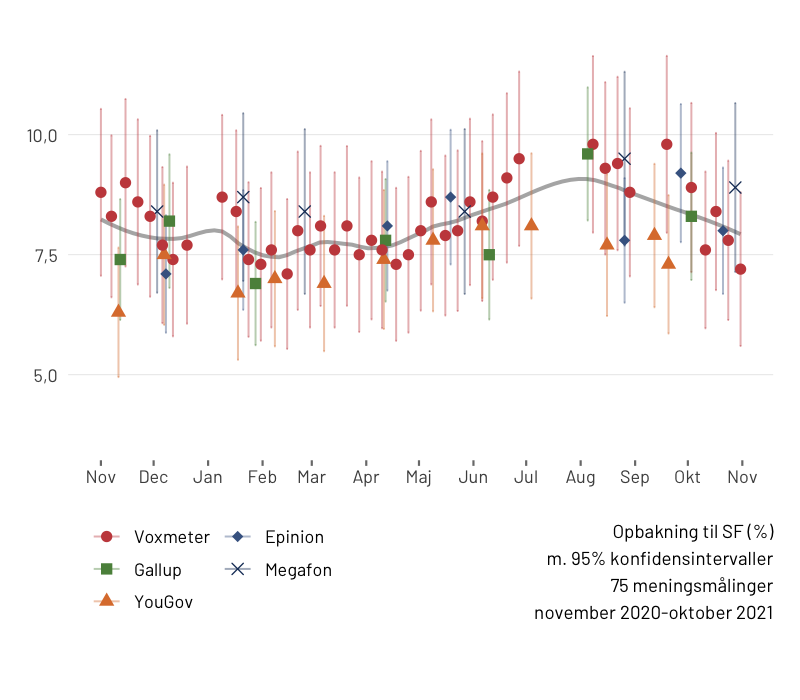 10,0
7,5
5,0
Nov Dec Jan Feb Mar Apr Maj Jun Jul Aug Sep Okt Nov
Voxmeter Epinion
Gallup Megafon
YouGov
Opbakning til SF (%)
m. 95% konfidensintervaller
75 meningsmålinger
november 2020-oktober 2021